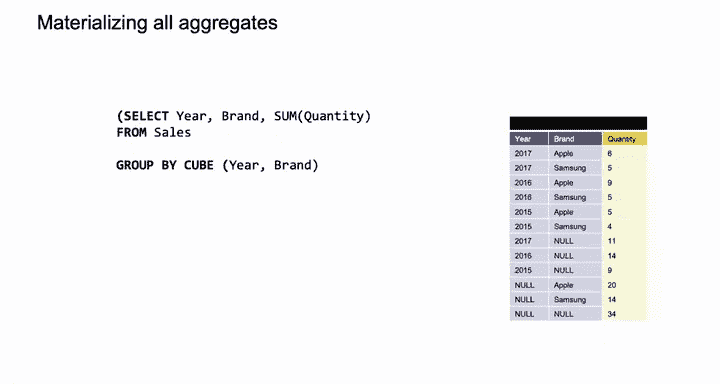 Materializing all aggregates
(SELECT Year, Brand, SUM(Quantity)
FROM Sales
GROUP BY CUBE (Year, Brand)
Year Brand Quantity
2017 Apple 6
2017 Samsung 5
2016 Apple 9
2016 Samsung 5
2015 Apple 5
2015 Samsung 4
2017 NULL 11
2016 NULL 14
2015 NULL 9
NULL Apple 20
NULL Samsung 14
NULL NULL 34